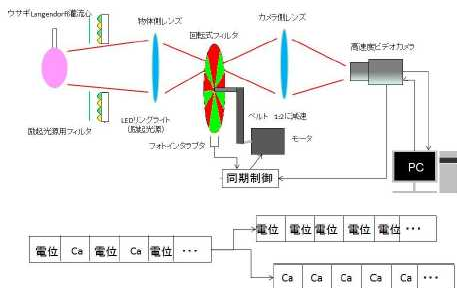 ウサギLangendorff灌流心
物体側レンズ
回転式フィルタ
カメラ側レンズ
高速度ビデオカメラ
励起光源用フィルタ
LEDリングライト
(励起光源)
フォトインタラプタ
ベルト 1:2に減速
モータ
同期制御
PC
電位 Ca 電位 Ca 電位 ・・・
電位 電位 電位 電位 電位 ・・・
Ca Ca Ca Ca Ca ・・・